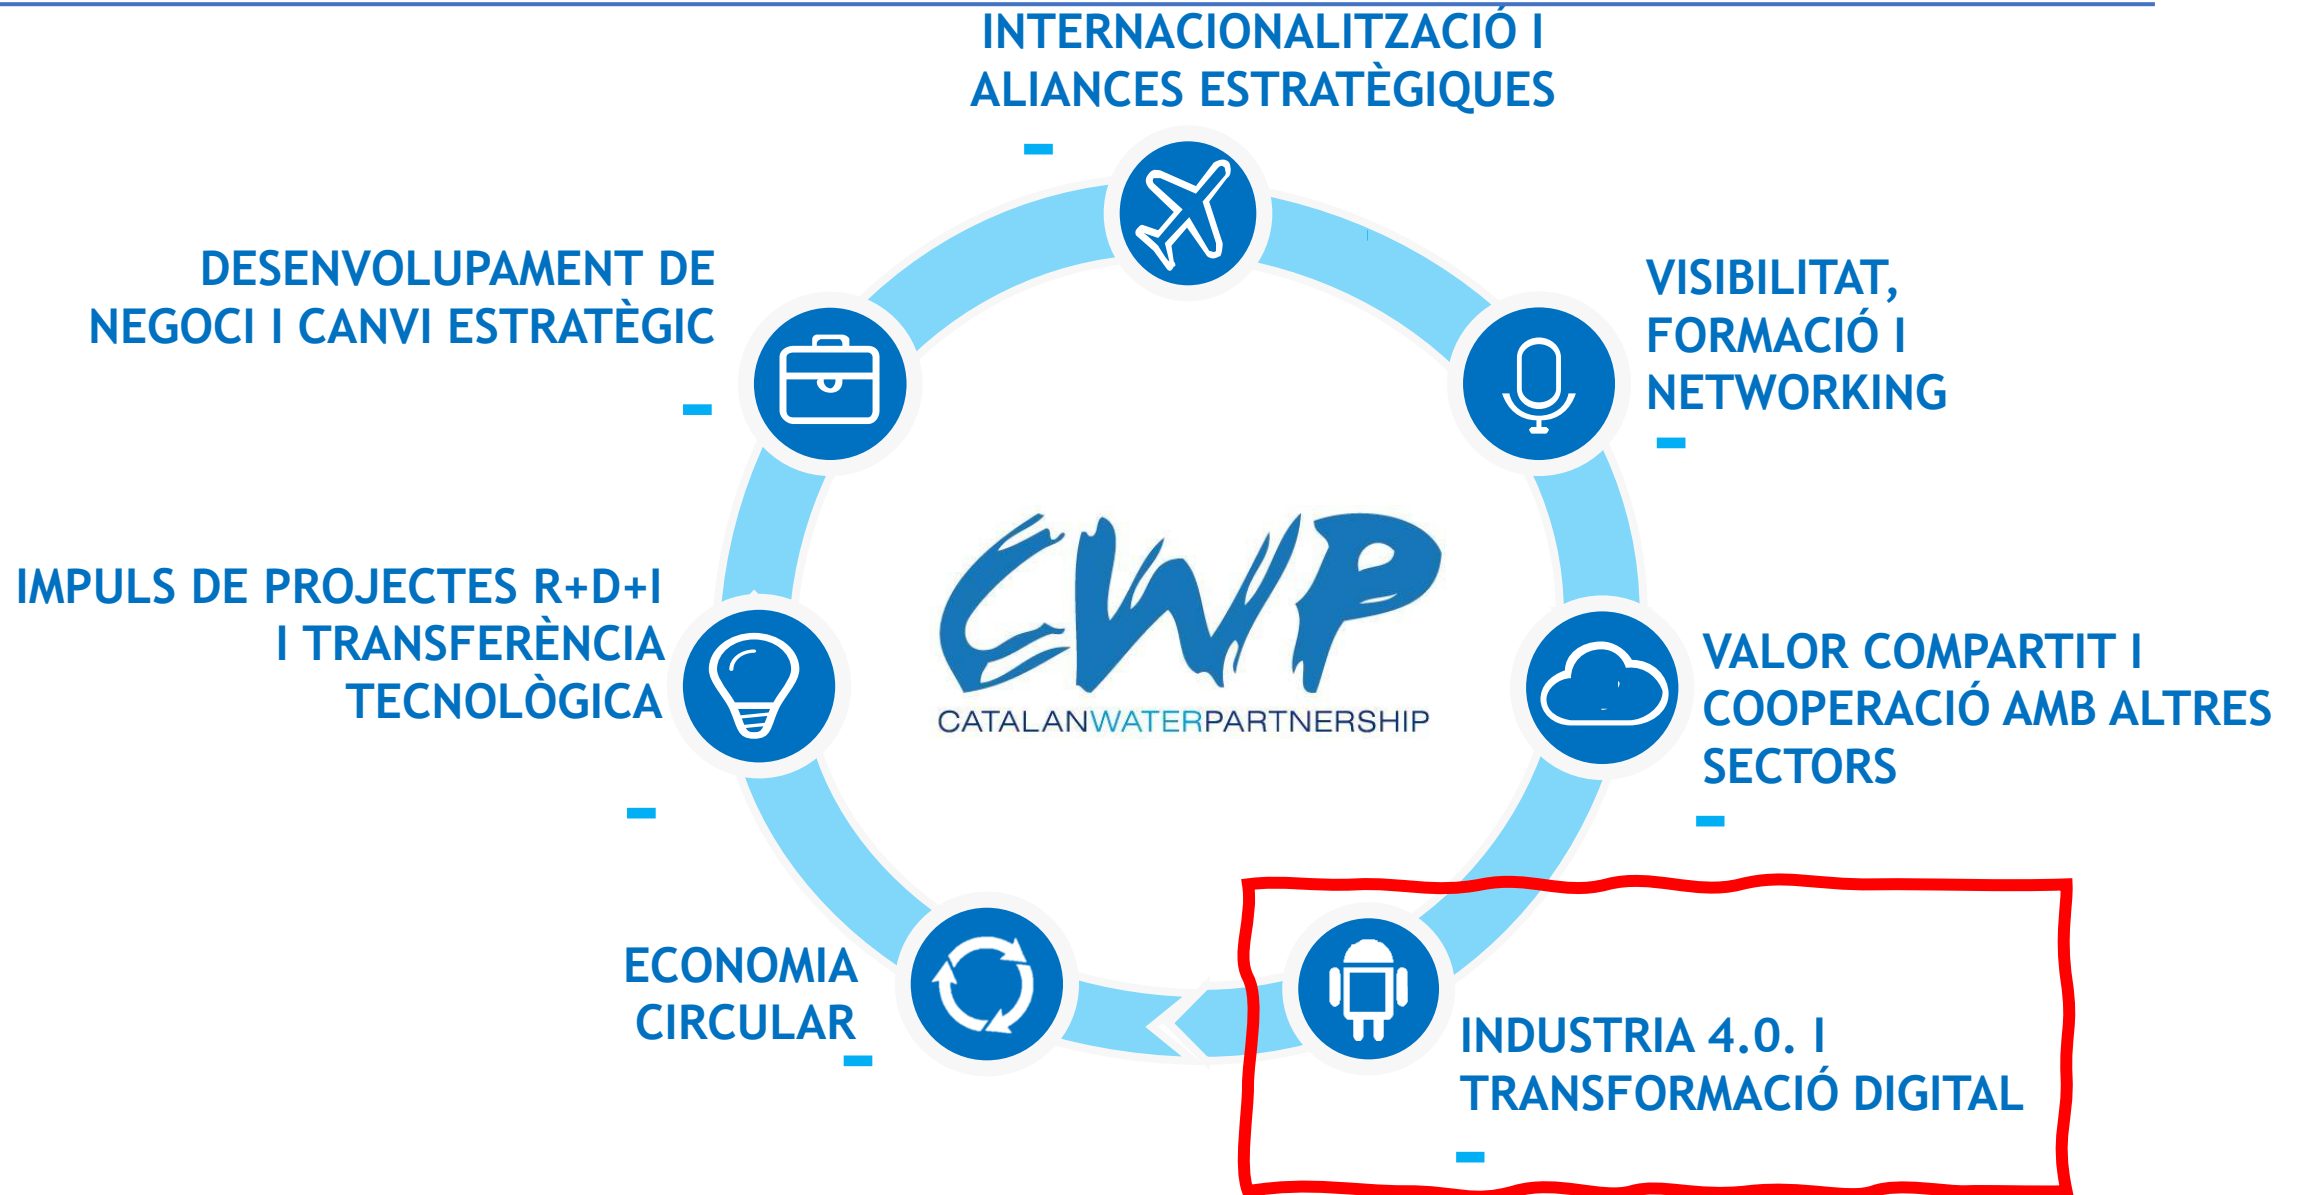 INTERNACIONALITZACIÓ I
ALIANCES ESTRATÈGIQUES
-
DESENVOLUPAMENT DE
NEGOCI I CANVI ESTRATÈGIC
-
VISIBILITAT,
FORMACIÓ I
NETWORKING
-
IMPULS DE PROJECTES R+D+I
I TRANSFERÈNCIA
TECNOLÒGICA
-
CWP
CATALANWATERPARTNERSHIP
VALOR COMPARTIT I
COOPERACIÓ AMB ALTRES
SECTORS
-
ECONOMIA
CIRCULAR
-
INDUSTRIA 4.0. I
TRANSFORMACIÓ DIGITAL
-